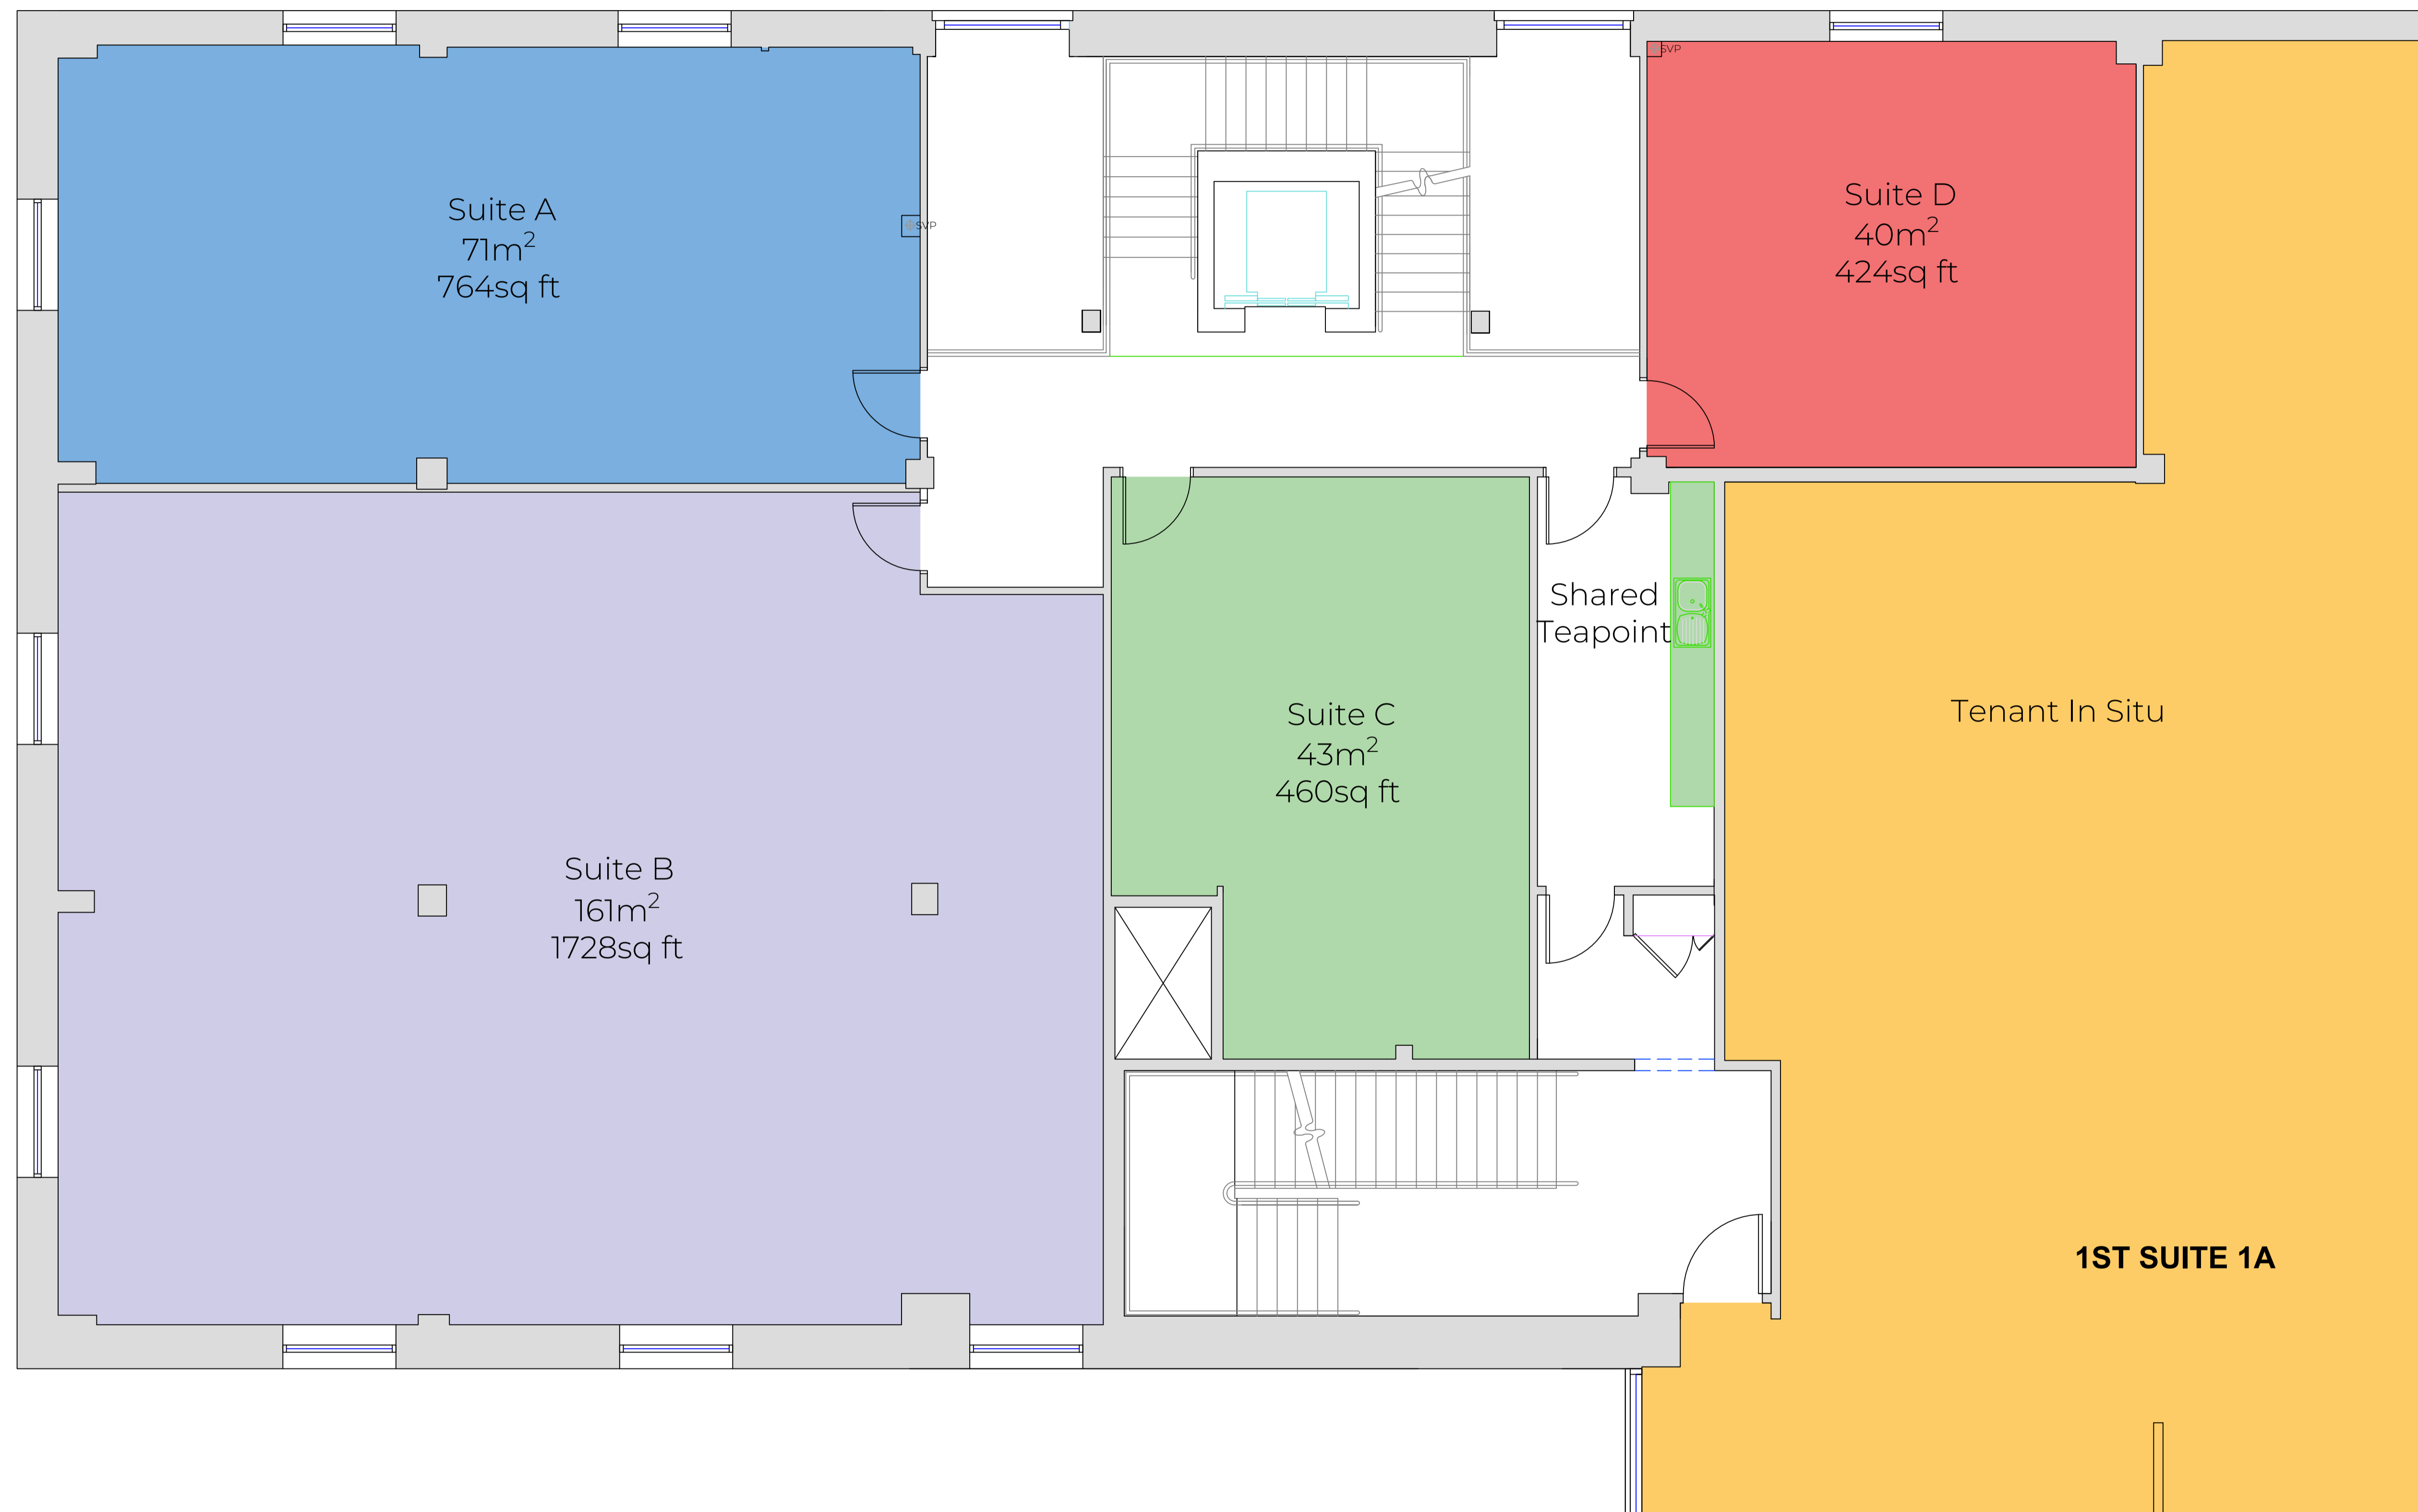 Suite A
71m²
764sq ft
SVP
SVP
Suite D
40m²
424sq ft
Shared
Teapoint
Suite C
43m²
460sq ft
Tenant In Situ
Suite B
161m²
1728sq ft
1ST SUITE 1A